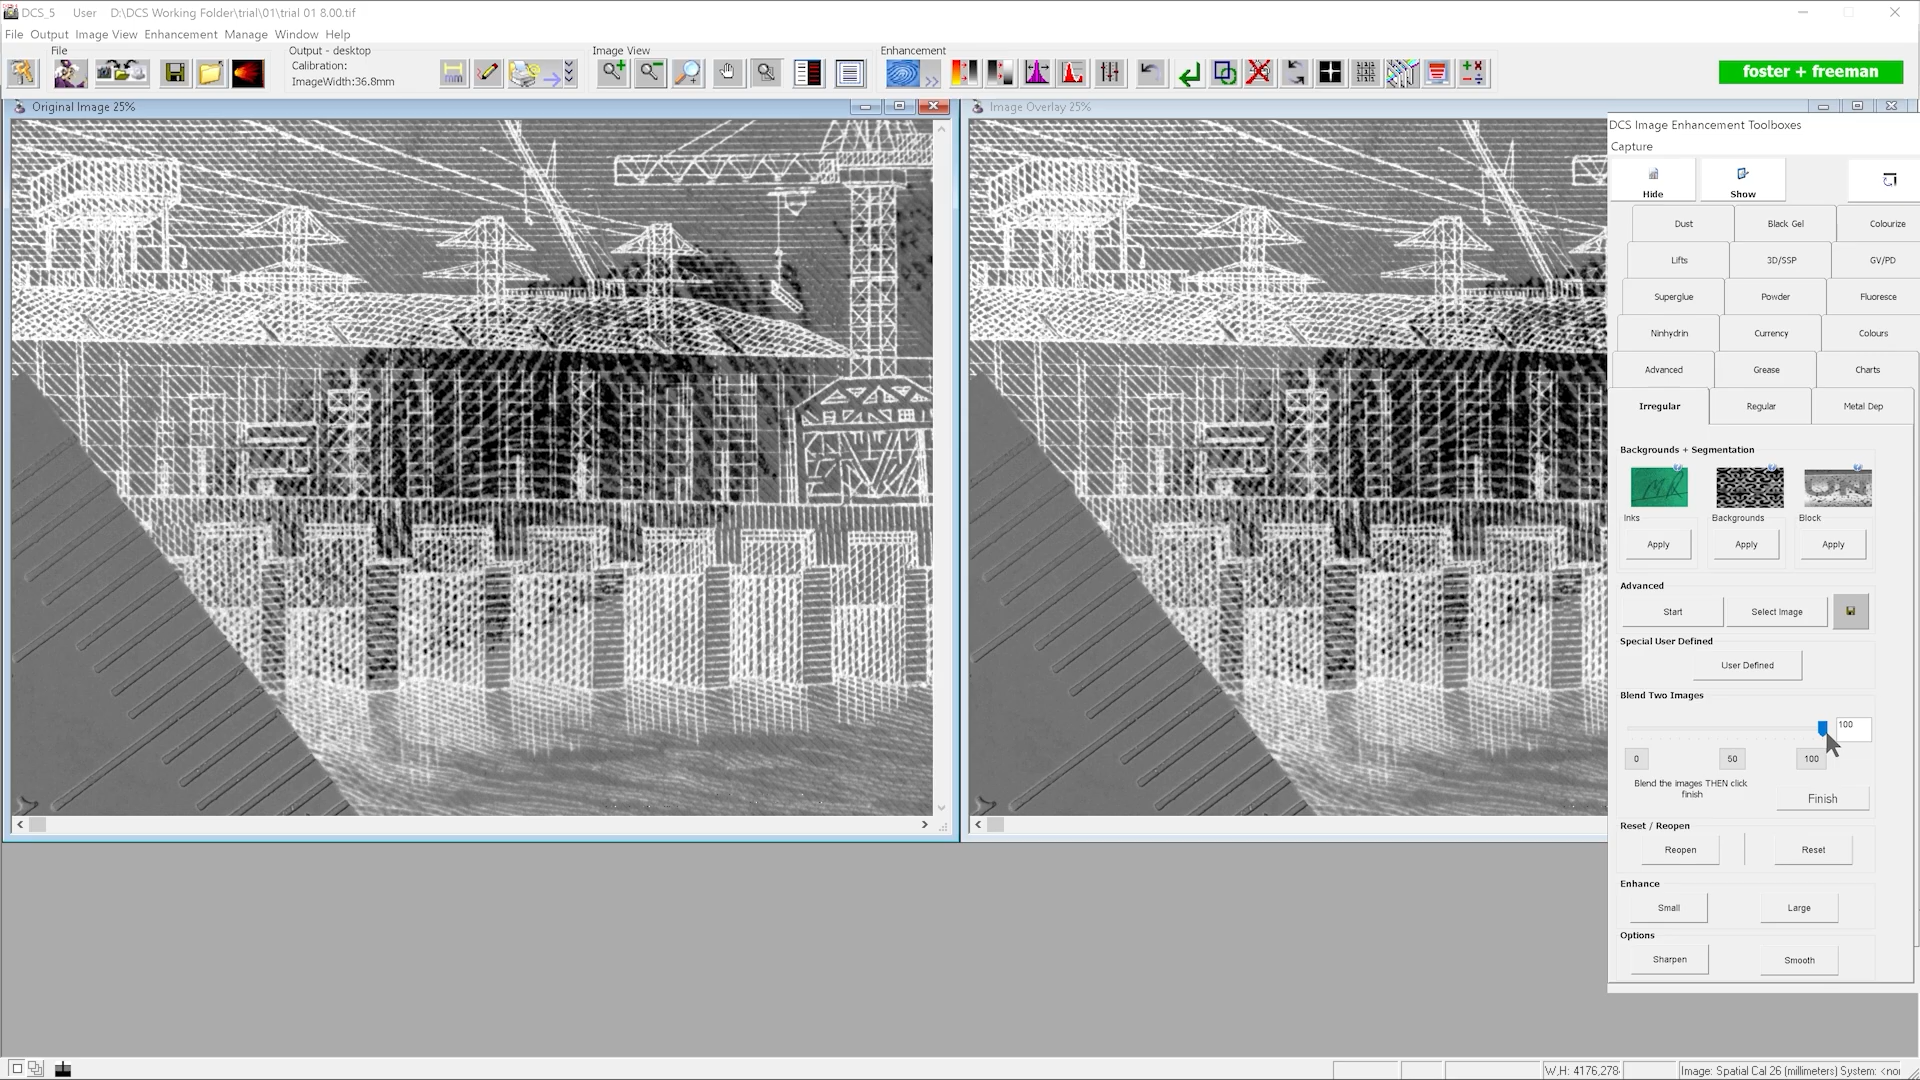 DCS_5 User D:\DCS Working Folder\trial\01\trial 01 8.00.tif
File Output Image View Enhancement Manage Window Help
File
Output - desktop
Calibration:
ImageWidth:36.8mm
Image View
Enhancement
foster + freeman
Original Image 25%
Image Overlay 25%
DCS Image Enhancement Toolboxes
Capture
Hide Show
Dust Black Gel Colourize
Lifts 3D/SSP GV/PD
Superglue Powder Fluoresce
Ninhydrin Currency Colours
Advanced Grease Charts
Irregular Regular Metal Dep
Backgrounds + Segmentation
Inks Backgrounds Block
Apply Apply Apply
Advanced
Start Select Image
Special User Defined
User Defined
Blend Two Images
100
0 50 100
Blend the images THEN click
finish
Finish
Reset / Reopen
Reopen Reset
Enhance
Small Large
Options
Sharpen Smooth
W,H: 4176,278
Image: Spatial Cal 26 (millimeters) System: <no